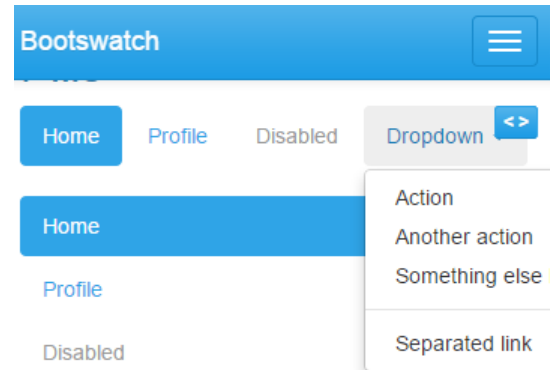 Bootswatch
Home Profile Disabled Dropdown <>
Action
Home
Another action
Something else
Profile
Separated link
Disabled